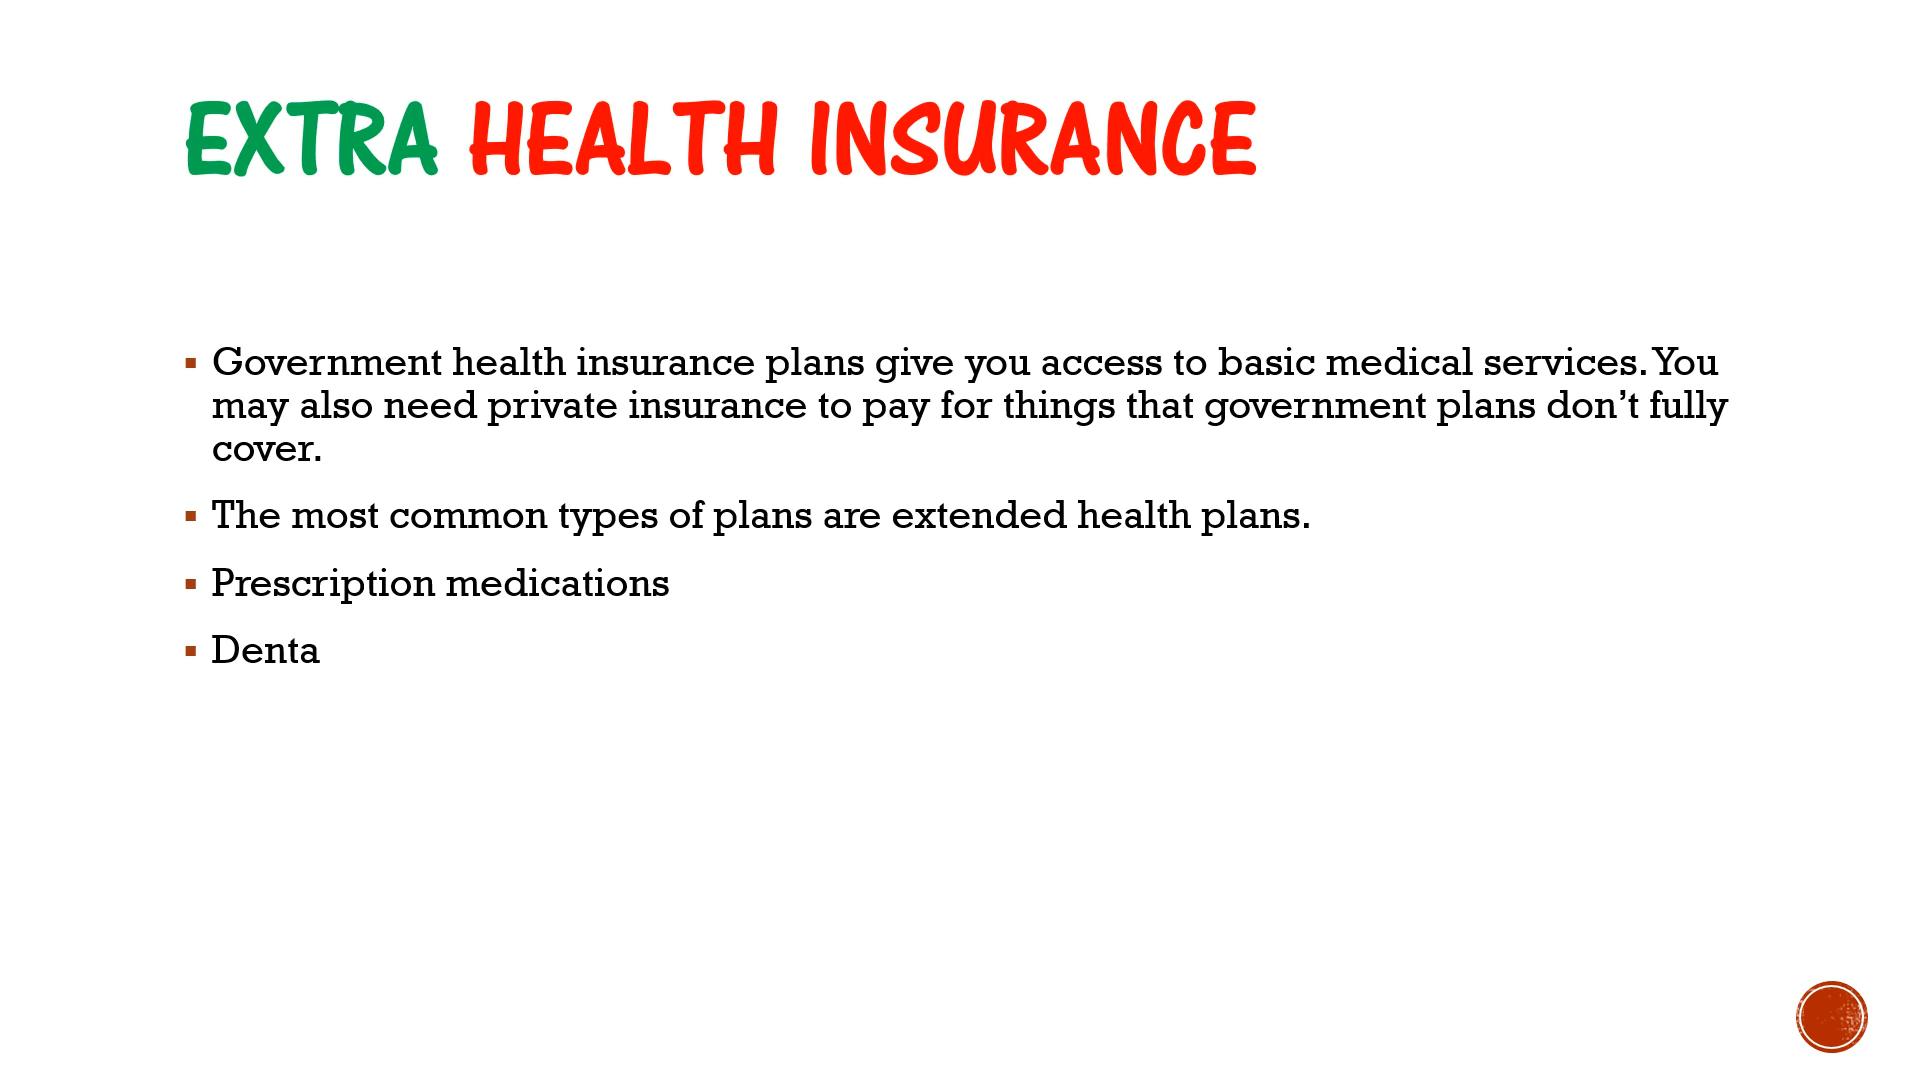 EXTRA HEALTH INSURANCE
▪ Government health insurance plans give you access to basic medical services. You
may also need private insurance to pay for things that government plans don’t fully
cover.
▪ The most common types of plans are extended health plans.
▪ Prescription medications
▪ Denta